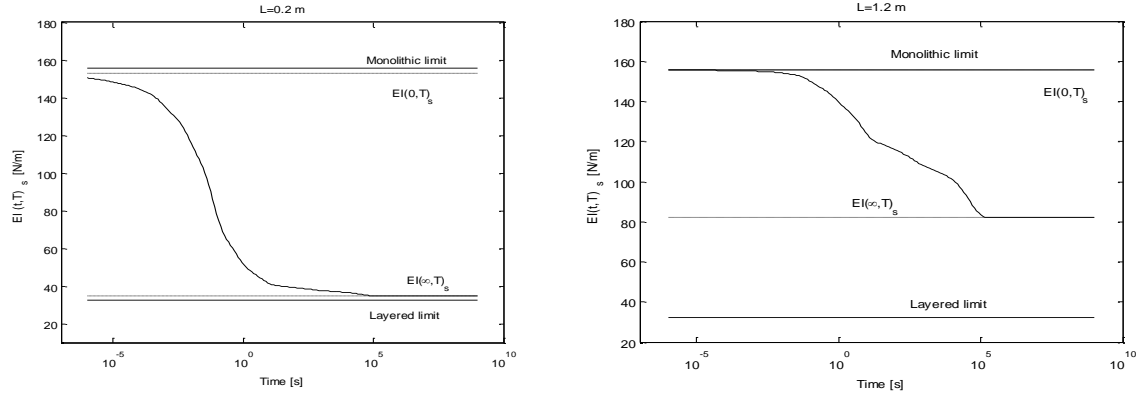 L=0.2 m
180
160
140
120
100
80
60
40
20
EI (t,T)s [N/m]
Monolithic limit
EI(0,T)s
EI(∞,T)s
Layered limit
10-5
100
105
1010
Time [s]
L=1.2 m
180
160
140
120
100
80
60
40
20
EI(t,T)s [N/m]
Monolithic limit
EI(0,T)s
EI(∞,T)s
Layered limit
10-5
100
105
1010
Time [s]